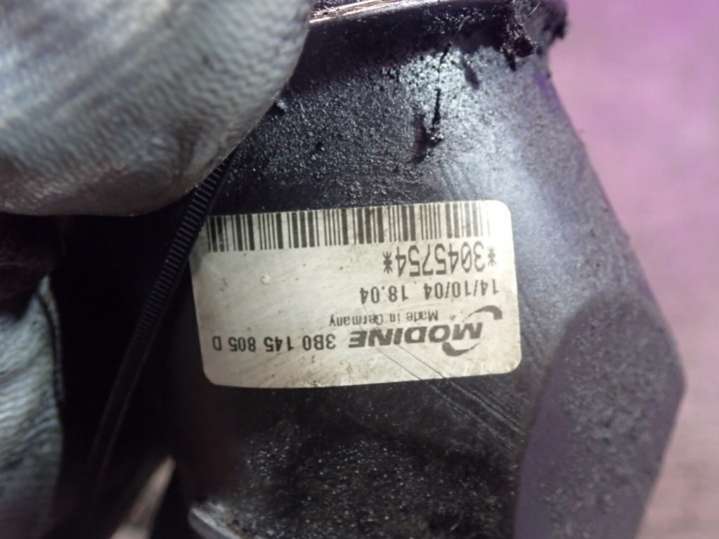 MODINE 3B0 145 805 D
Made in Germany
14/10/04 18.04
*3045754*